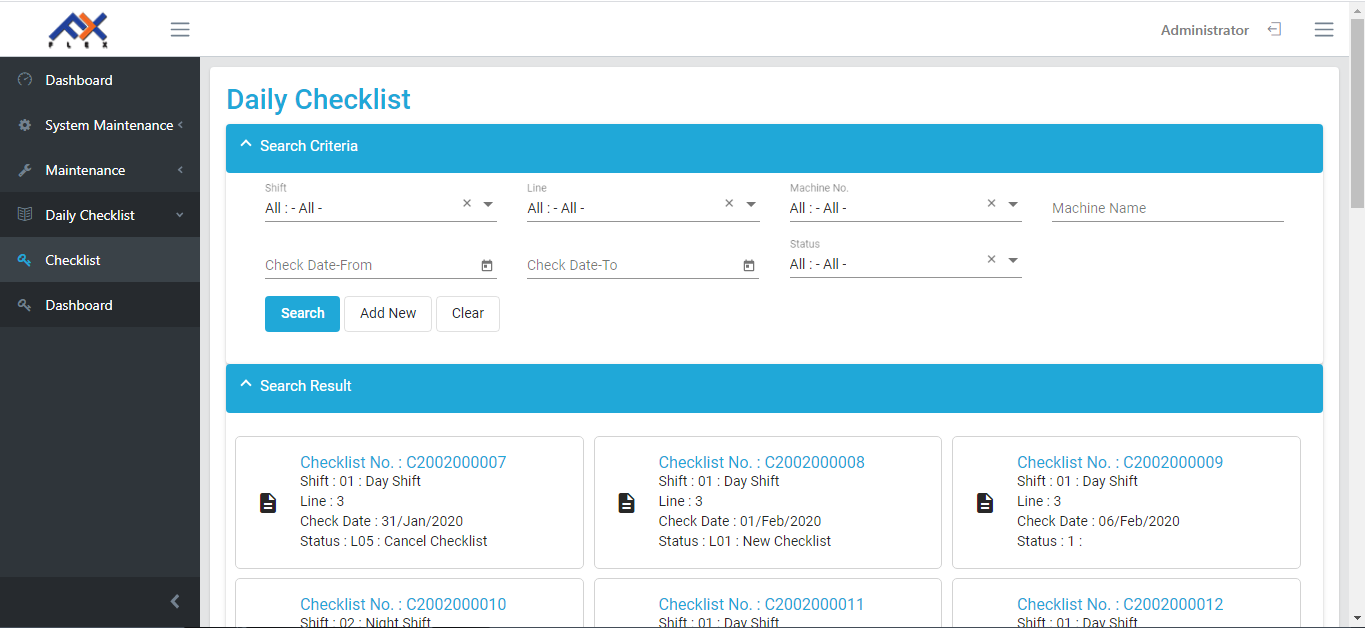 FLEX
Administrator
Dashboard
System Maintenance
Maintenance
Daily Checklist
Checklist
Dashboard
Daily Checklist
Search Criteria
Shift
All : - All -
Line
All : - All -
Machine No.
All : - All -
Machine Name
Check Date-From
Check Date-To
Status
All : - All -
Search
Add New
Clear
Search Result
Checklist No. : C2002000007
Shift : 01 : Day Shift
Line : 3
Check Date : 31/Jan/2020
Status : L05 : Cancel Checklist
Checklist No. : C2002000008
Shift : 01 : Day Shift
Line : 3
Check Date : 01/Feb/2020
Status : L01 : New Checklist
Checklist No. : C2002000009
Shift : 01 : Day Shift
Line : 3
Check Date : 06/Feb/2020
Status : 1 :
Checklist No. : C2002000010
Shift : 02 : Night Shift
Checklist No. : C2002000011
Shift : 01 : Day Shift
Checklist No. : C2002000012
Shift : 01 : Day Shift